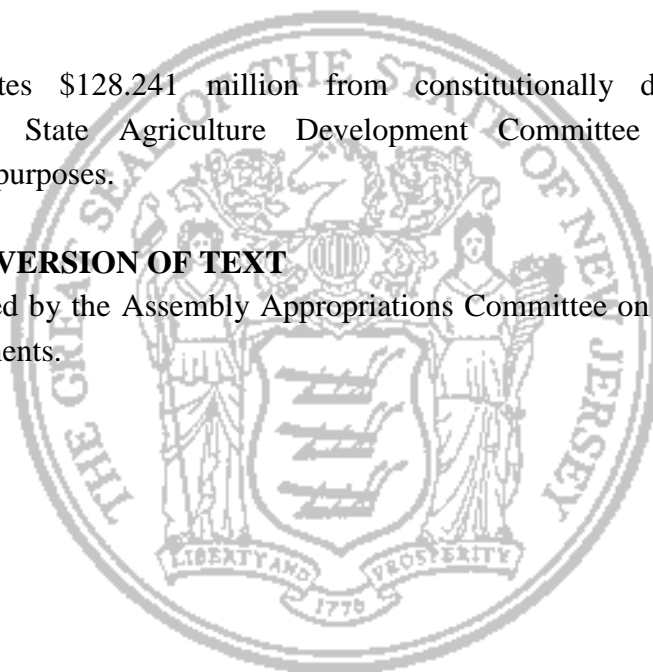 tes $128.241 million from constitutionally d
State Agriculture Development Committee
purposes.
VERSION OF TEXT
ed by the Assembly Appropriations Committee on
nents.
THE GREAT SEAL OF THE STATE OF NEW JERSEY
LIBERTY AND PROSPERITY
1776